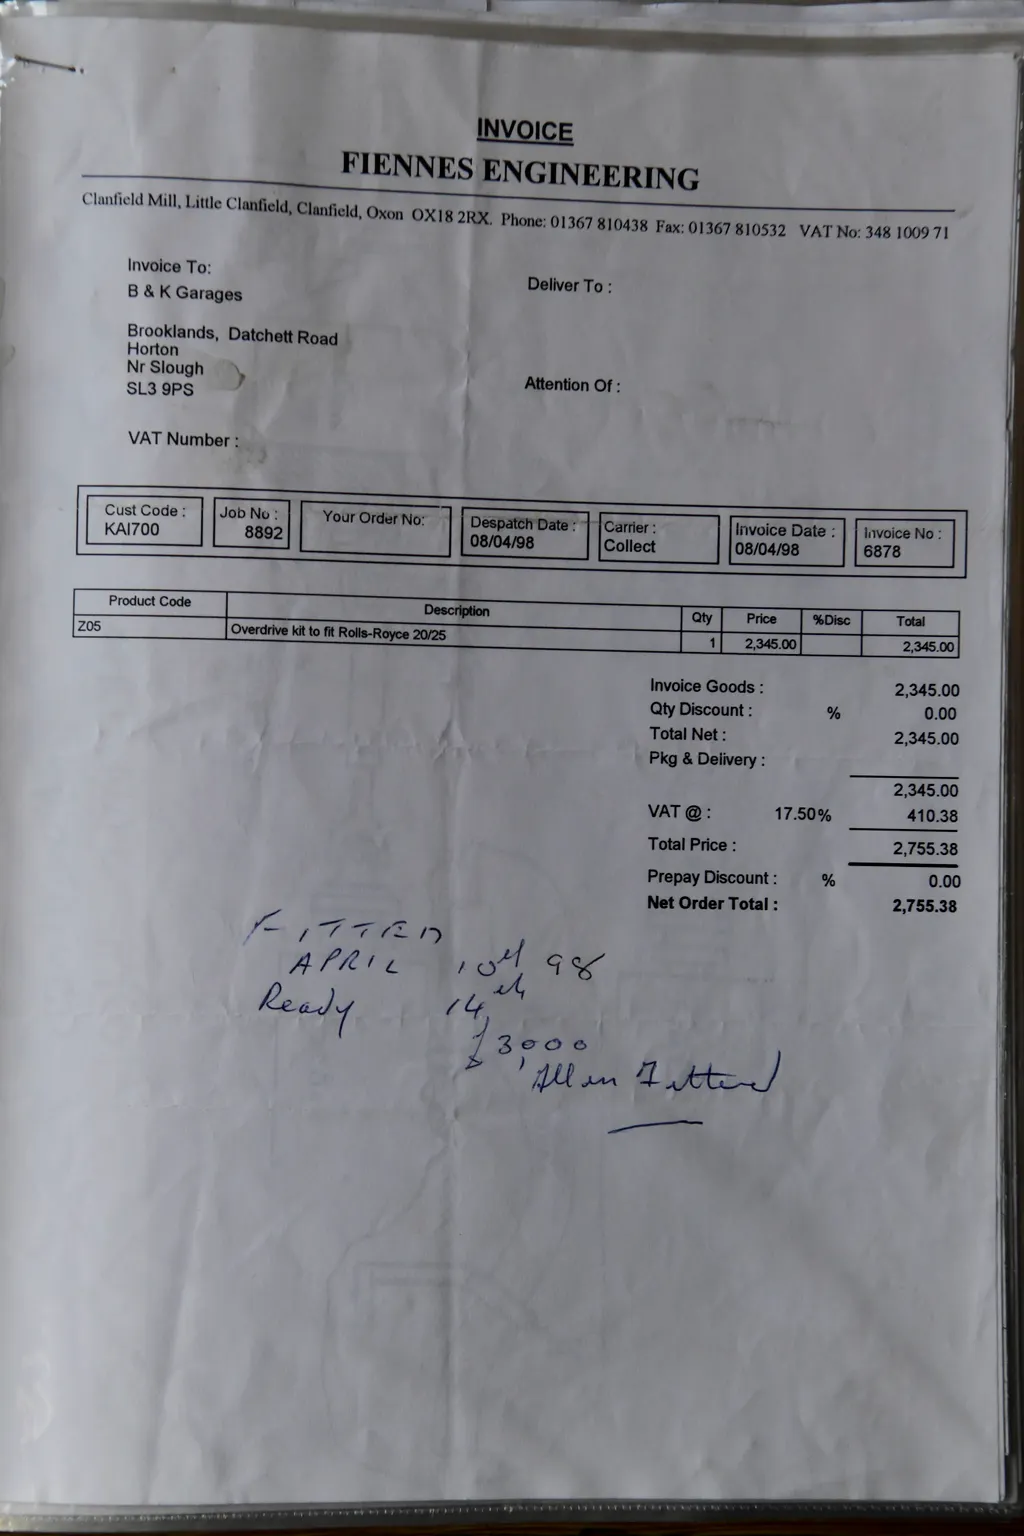 INVOICE
FIENNES ENGINEERING
Clanfield Mill, Little Clanfield, Clanfield, Oxon OX18 2RX. Phone: 01367 810438 Fax: 01367 810532 VAT No: 348 1009 71
Invoice To:
B & K Garages
Deliver To :
Brooklands, Datchett Road
Horton
Nr Slough
SL3 9PS
Attention Of :
VAT Number :
Cust Code : Job No : Your Order No: Despatch Date : Carrier : Invoice Date : Invoice No :
KAI700 8892 08/04/98 Collect 08/04/98 6878
Product Code Description Qty Price %Disc Total
Z05 Overdrive kit to fit Rolls-Royce 20/25 1 2,345.00 2,345.00
Invoice Goods : 2,345.00
Qty Discount : % 0.00
Total Net : 2,345.00
Pkg & Delivery :
2,345.00
VAT @ : 17.50% 410.38
Total Price : 2,755.38
Prepay Discount : % 0.00
Net Order Total : 2,755.38
FITTED
APRIL 10th 98
Ready 14th
£3000
All in Fitted